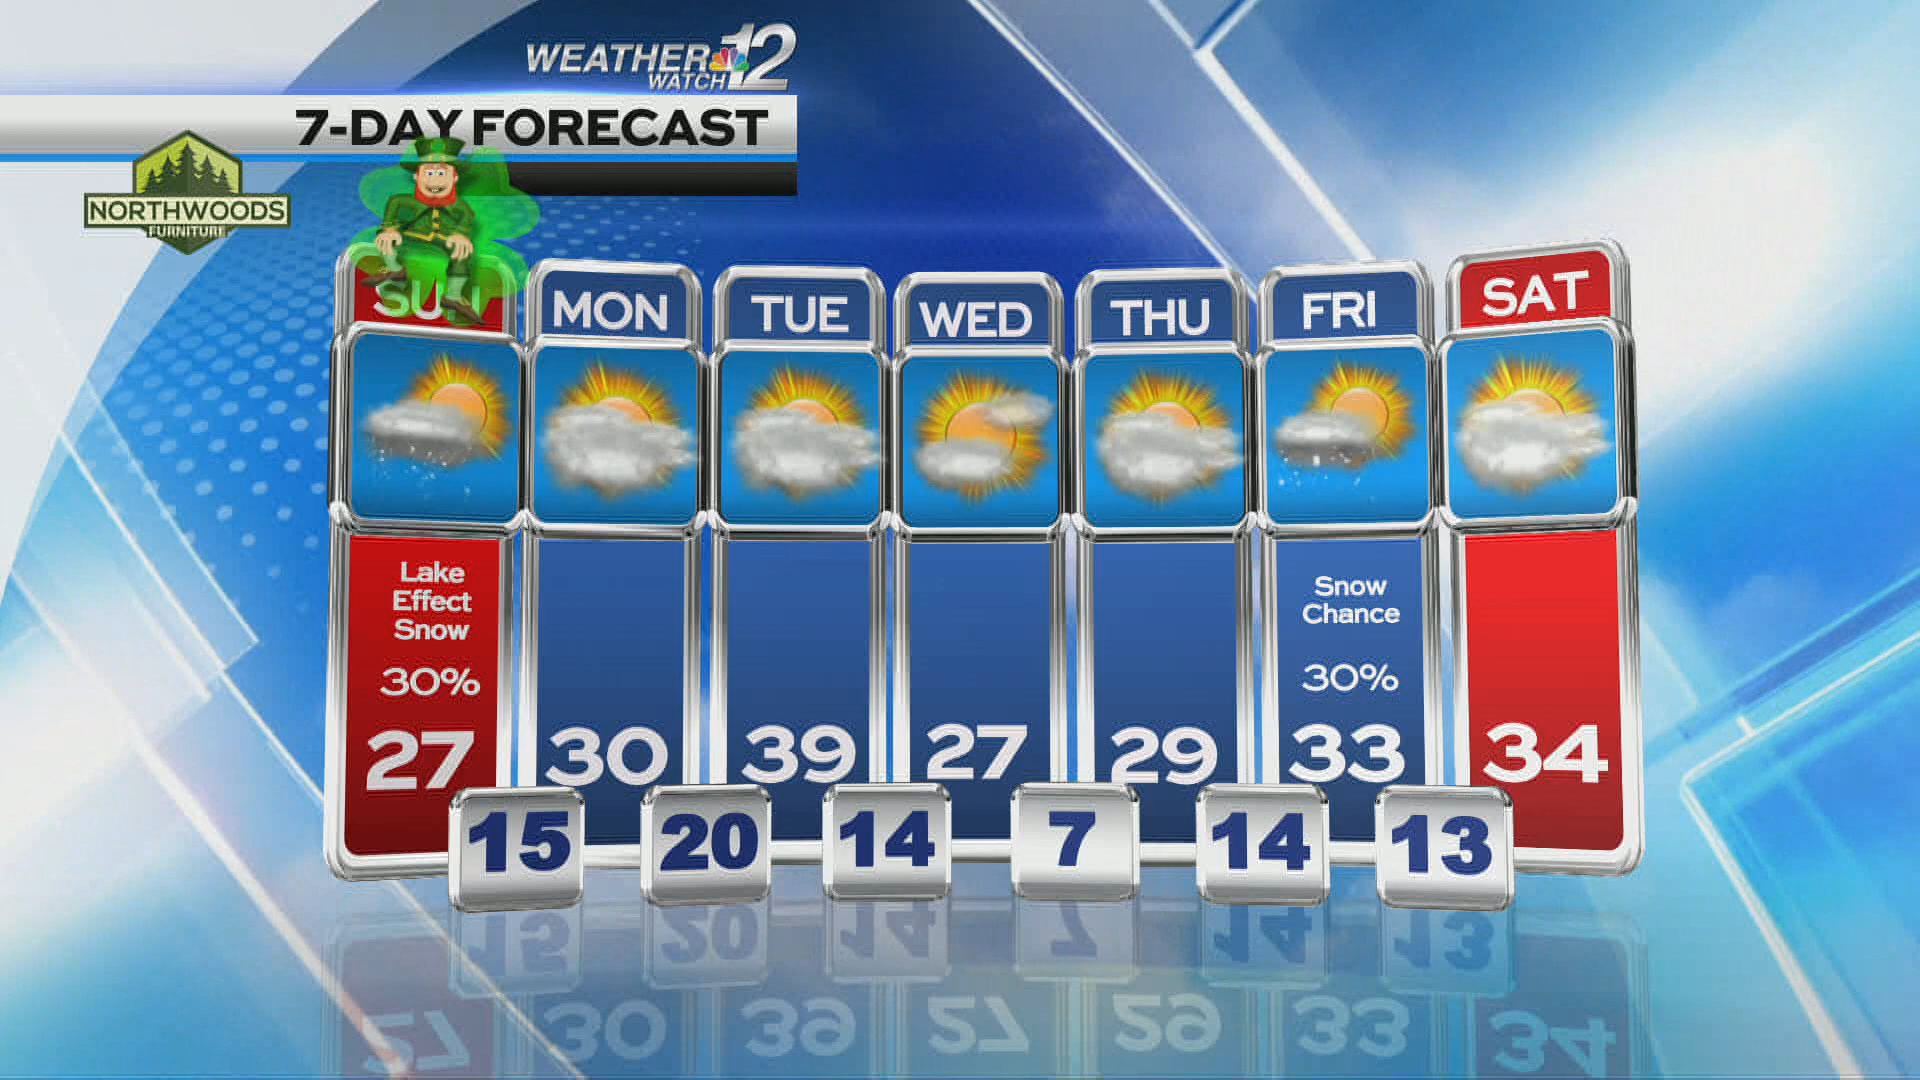 WEATHER 12
WATCH
7-DAY FORECAST
NORTHWOODS
FURNITURE
SUN MON TUE WED THU FRI SAT
Lake
Effect
Snow
30%
Snow
Chance
30%
27 30 39 27 29 33 34
15 20 14 7 14 13